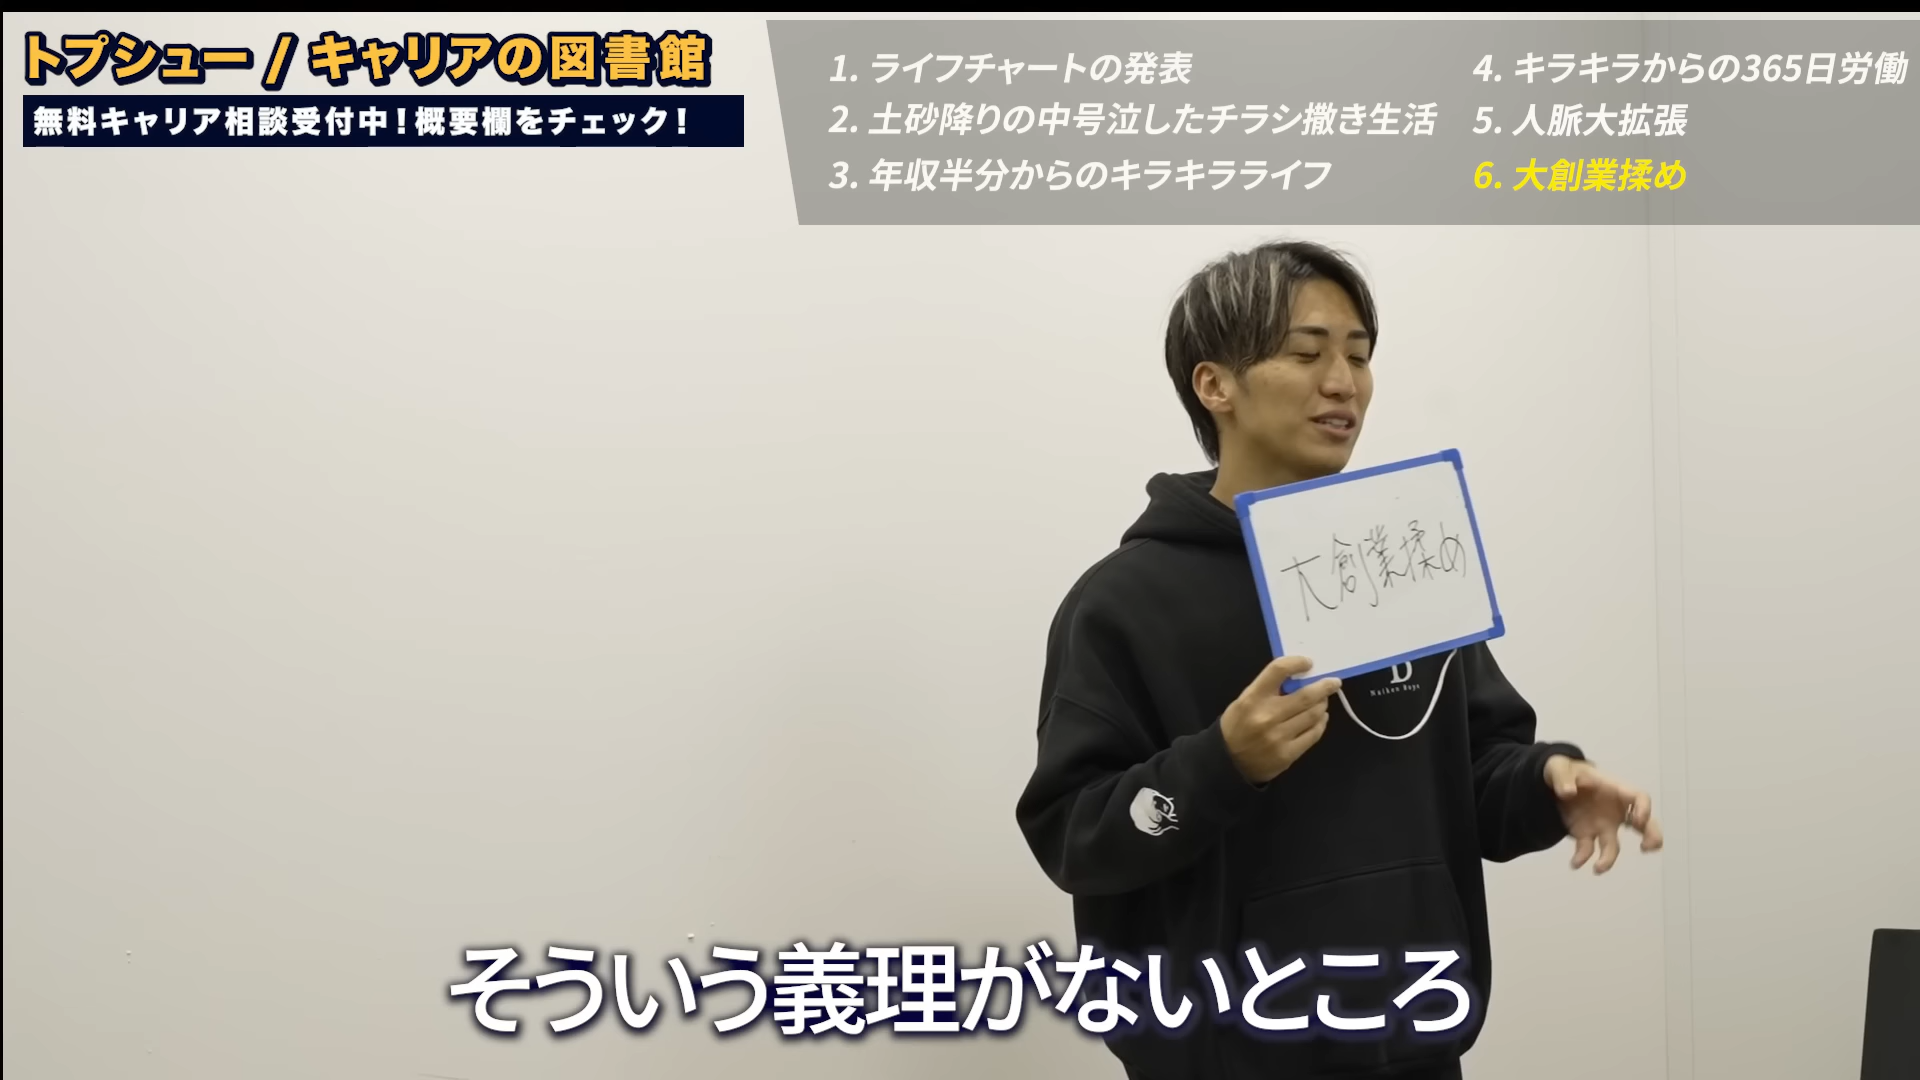 トプシュー / キャリアの図書館
無料キャリア相談受付中！概要欄をチェック！
1. ライフチャートの発表
2. 土砂降りの中号泣したチラシ撒き生活
3. 年収半分からのキラキラライフ
4. キラキラからの365日労働
5. 人脈大拡張
6. 大創業揉め
大創業揉め
B
Naiken Boys
そういう義理がないところ